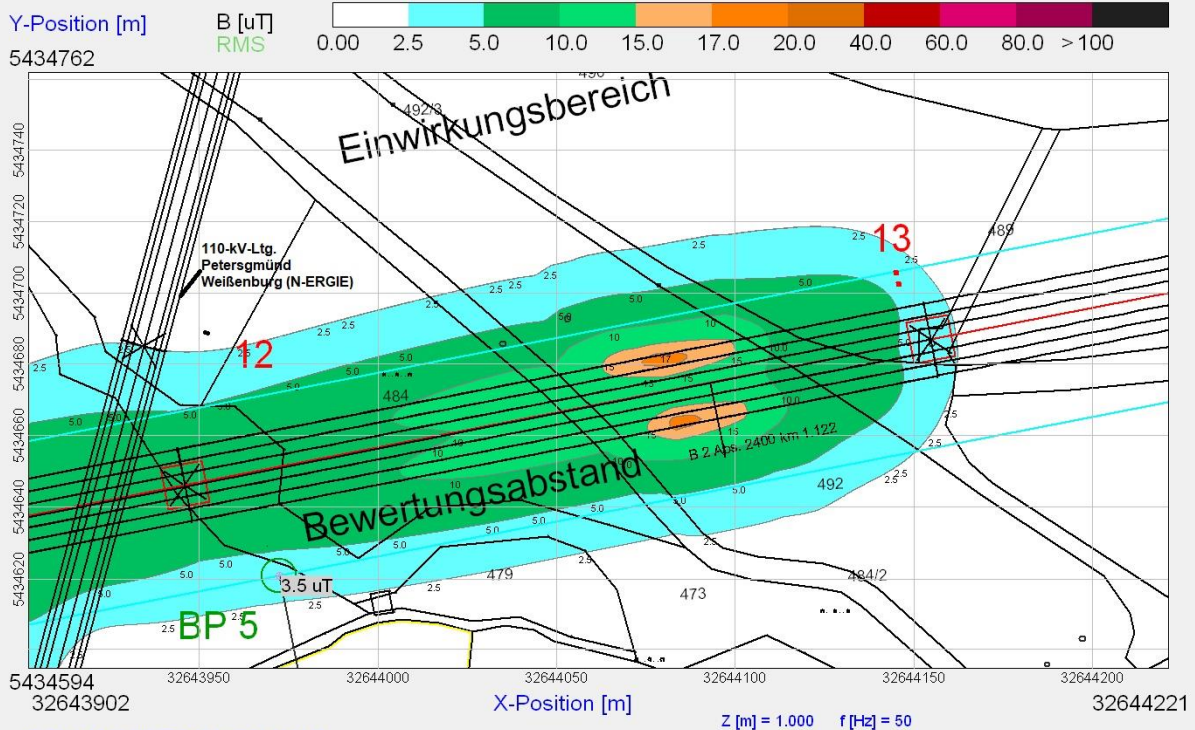 Y-Position [m]
B [uT]
RMS
0.00 2.5 5.0 10.0 15.0 17.0 20.0 40.0 60.0 80.0 > 100
5434762
5434740
5434720
5434700
5434680
5434660
5434640
5434620
492/3
Einwirkungsbereich
489
110-kV-Ltg.
Petersgmünd
Weißenburg (N-ERGIE)
12
13
484
B 2 Abs. 2400 km 1.122
Bewertungsabstand
492
3.5 uT
BP 5
479
473
484/2
5434594
32643902
32643950
32644000
32644050
32644100
32644150
32644200
X-Position [m]
32644221
Z [m] = 1.000 f [Hz] = 50